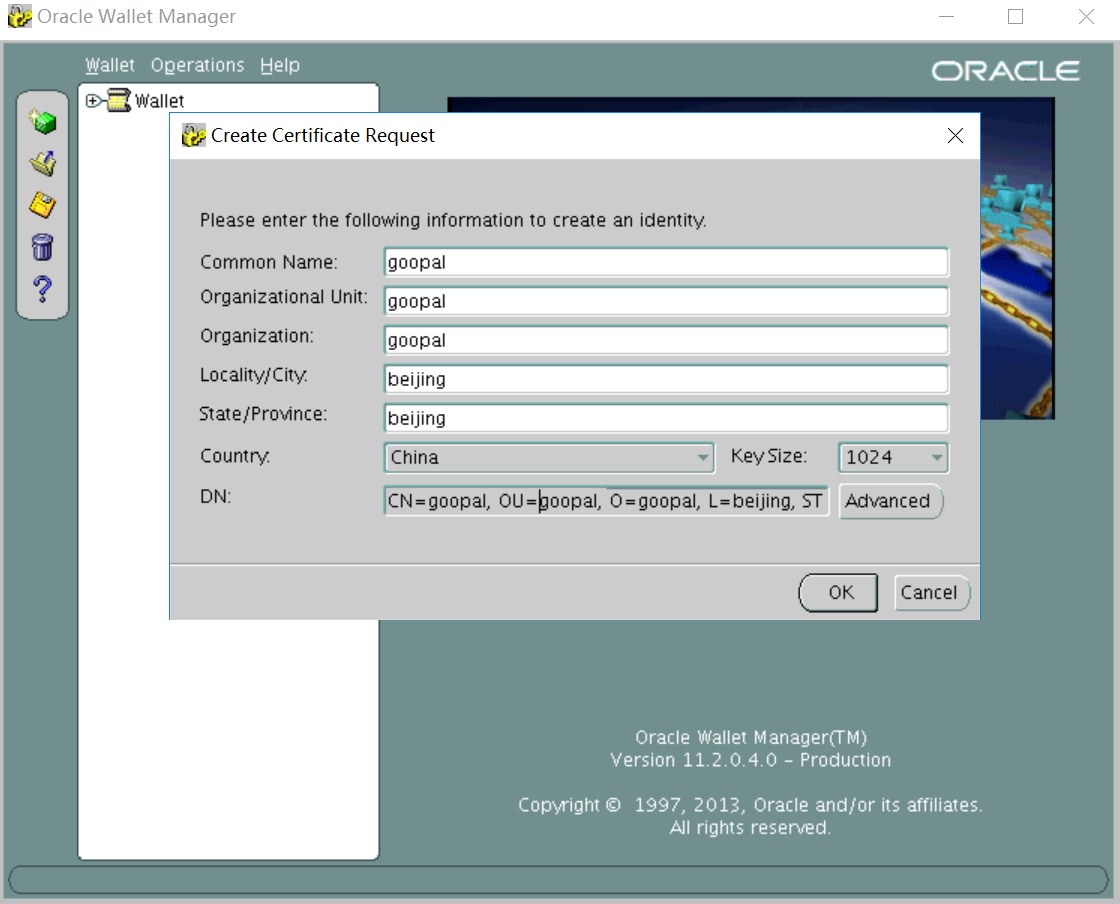 Oracle Wallet Manager
Wallet Operations Help
ORACLE
Wallet
Create Certificate Request
Please enter the following information to create an identity.
Common Name: goopal
Organizational Unit: goopal
Organization: goopal
Locality/City: beijing
State/Province: beijing
Country: China Key Size: 1024
DN: CN=goopal, OU=goopal, O=goopal, L=beijing, ST Advanced
OK Cancel
Oracle Wallet Manager(TM)
Version 11.2.0.4.0 – Production
Copyright © 1997, 2013, Oracle and/or its affiliates.
All rights reserved.